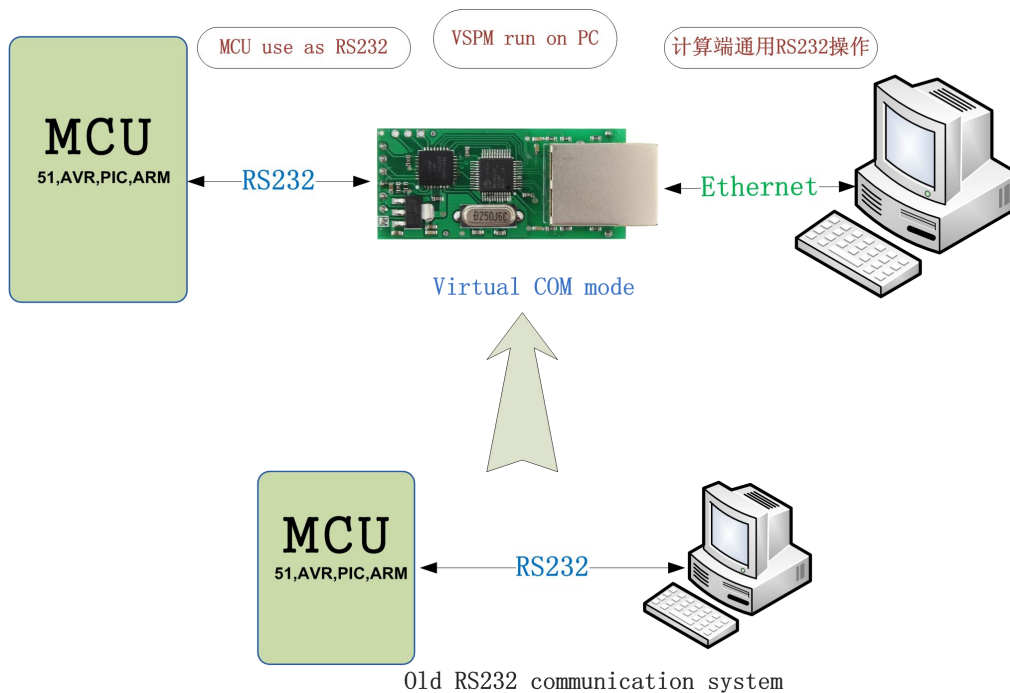 MCU use as RS232
VSPM run on PC
计算端通用RS232操作
MCU
51,AVR,PIC,ARM
RS232
Ethernet
Virtual COM mode
MCU
51,AVR,PIC,ARM
RS232
Old RS232 communication system